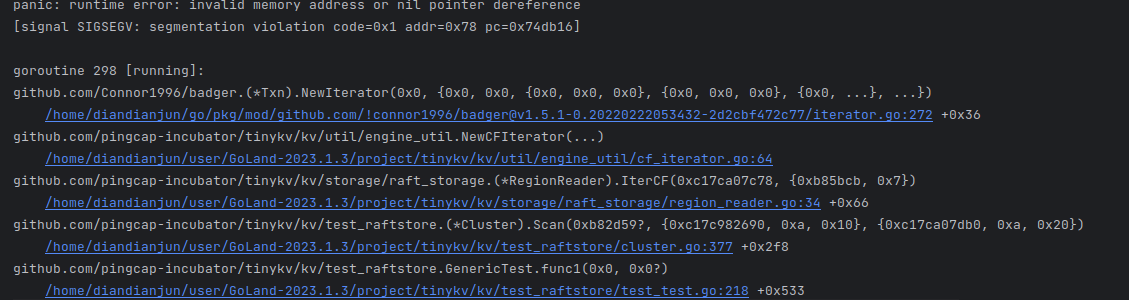 panic: runtime error: invalid memory address or nil pointer dereference
[signal SIGSEGV: segmentation violation code=0x1 addr=0x78 pc=0x74db16]
goroutine 298 [running]:
github.com/Connor1996/badger.(*Txn).NewIterator(0x0, {0x0, 0x0, {0x0, 0x0, 0x0}, {0x0, 0x0, 0x0}, {0x0, ...}, ...})
/home/diandianjun/go/pkg/mod/github.com/!connor1996/badger@v1.5.1-0.20220222053432-2d2cbf472c77/iterator.go:272 +0x36
github.com/pingcap-incubator/tinykv/kv/util/engine_util.NewCFIterator(...)
/home/diandianjun/user/GoLand-2023.1.3/project/tinykv/kv/util/engine_util/cf_iterator.go:64
github.com/pingcap-incubator/tinykv/kv/storage/raft_storage.(*RegionReader).IterCF(0xc17ca07c78, {0xb85bcb, 0x7})
/home/diandianjun/user/GoLand-2023.1.3/project/tinykv/kv/storage/raft_storage/region_reader.go:34 +0x66
github.com/pingcap-incubator/tinykv/kv/test_raftstore.(*Cluster).Scan(0xb82d59?, {0xc17c982690, 0xa, 0x10}, {0xc17ca07db0, 0xa, 0x20})
/home/diandianjun/user/GoLand-2023.1.3/project/tinykv/kv/test_raftstore/cluster.go:377 +0x2f8
github.com/pingcap-incubator/tinykv/kv/test_raftstore.GenericTest.func1(0x0, 0x0?)
/home/diandianjun/user/GoLand-2023.1.3/project/tinykv/kv/test_raftstore/test_test.go:218 +0x533